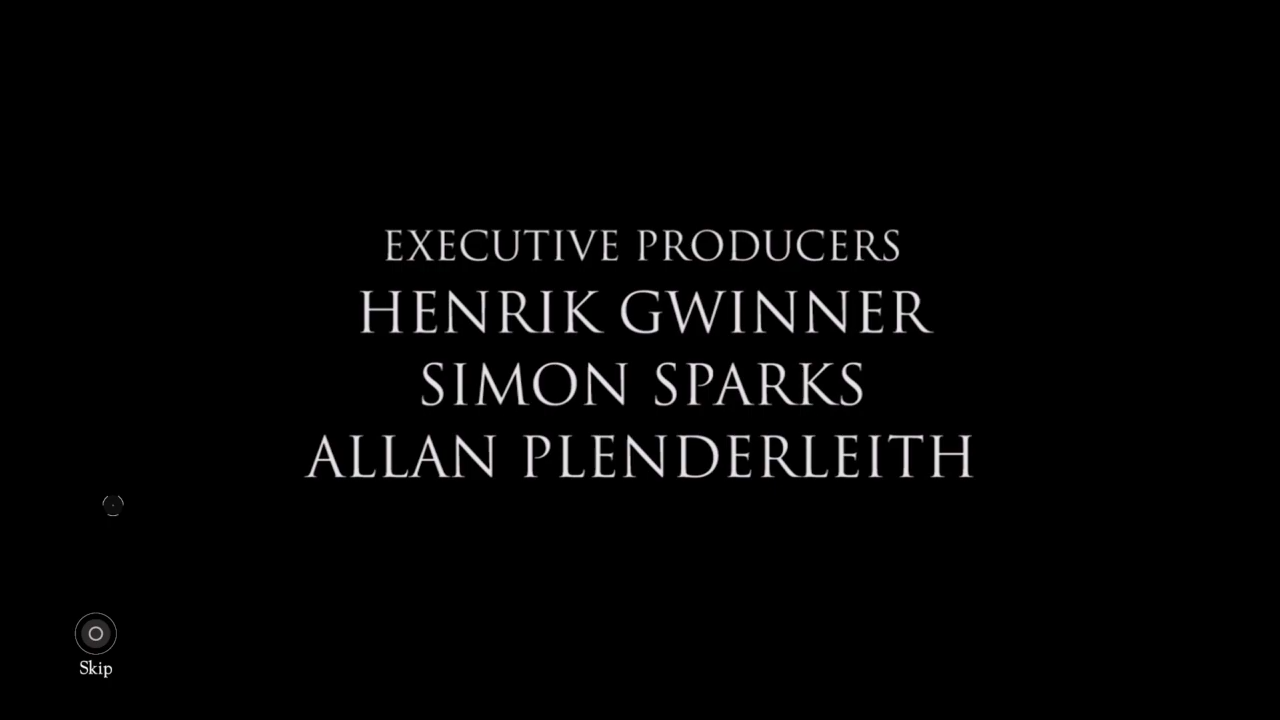 EXECUTIVE PRODUCERS
HENRIK GWINNER
SIMON SPARKS
ALLAN PLENDERLEITH
Skip